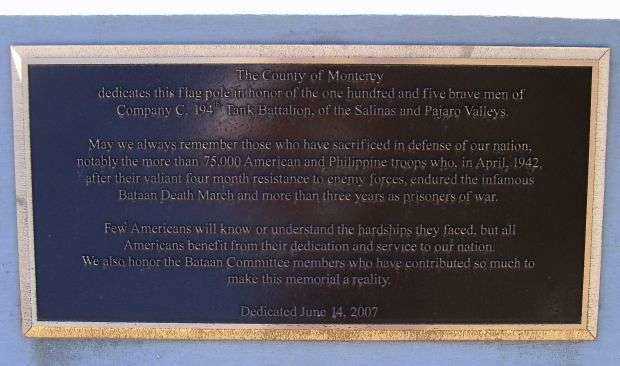 The County of Monterey
dedicates this flag pole in honor of the one hundred and five brave men of
Company C, 194th Tank Battalion, of the Salinas and Pajaro Valleys.
May we always remember those who have sacrificed in defense of our nation,
notably the more than 75,000 American and Philippine troops who, in April, 1942,
after their valiant four month resistance to enemy forces, endured the infamous
Bataan Death March and more than three years as prisoners of war.
Few Americans will know or understand the hardships they faced, but all
Americans benefit from their dedication and service to our nation.
We also honor the Bataan Committee members who have contributed so much to
make this memorial a reality.
Dedicated June 14, 2007